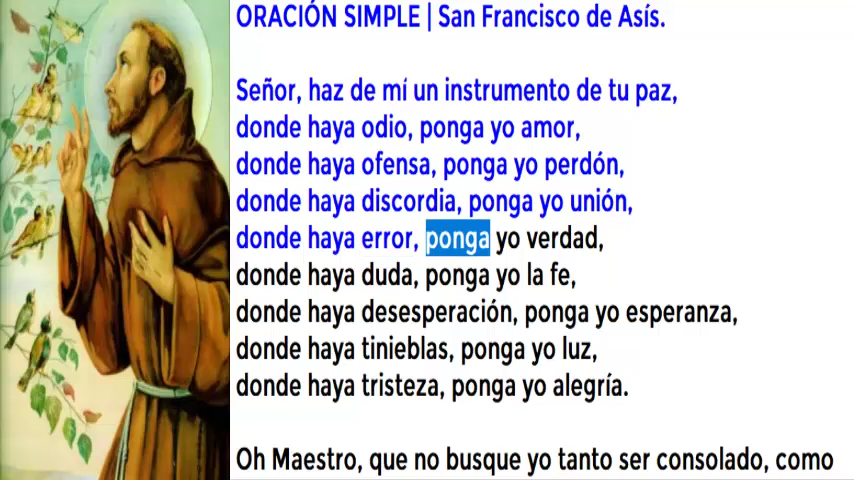 ORACIÓN SIMPLE | San Francisco de Asís.
Señor, haz de mí un instrumento de tu paz,
donde haya odio, ponga yo amor,
donde haya ofensa, ponga yo perdón,
donde haya discordia, ponga yo unión,
donde haya error, ponga yo verdad,
donde haya duda, ponga yo la fe,
donde haya desesperación, ponga yo esperanza,
donde haya tinieblas, ponga yo luz,
donde haya tristeza, ponga yo alegría.
Oh Maestro, que no busque yo tanto ser consolado, como